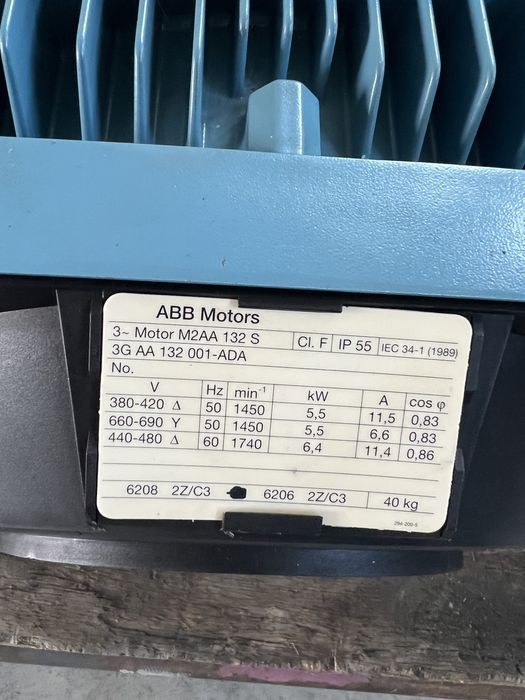 ABB Motors
3~ Motor M2AA 132 S Cl. F IP 55 IEC 34-1 (1989)
3G AA 132 001-ADA
No.
V Hz min⁻¹ kW A cos φ
380-420 Δ 50 1450 5,5 11,5 0,83
660-690 Y 50 1450 5,5 6,6 0,83
440-480 Δ 60 1740 6,4 11,4 0,86
6208 2Z/C3 6206 2Z/C3 40 kg